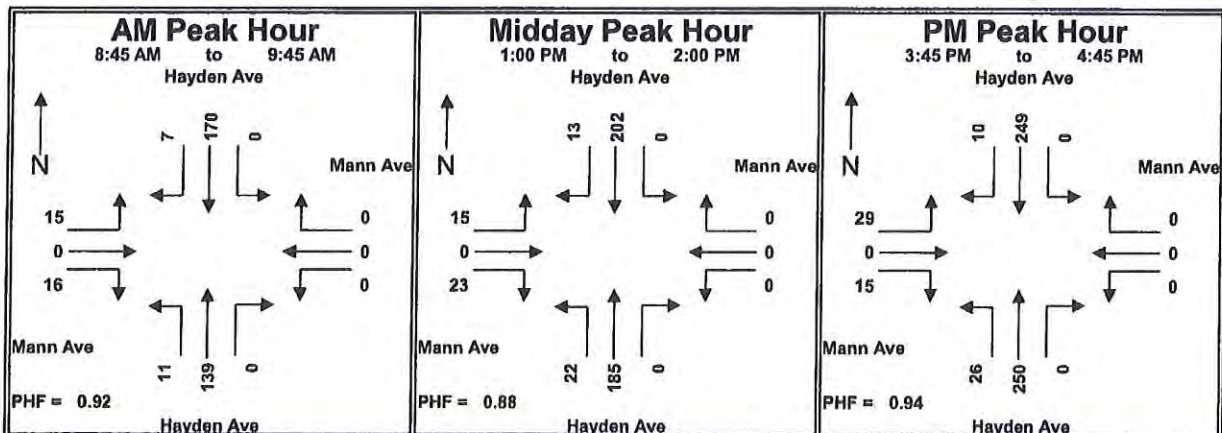 AM Peak Hour
8:45 AM to 9:45 AM
Hayden Ave
7 170 0
N
Mann Ave
15 0
0 0
16 0
Mann Ave
11 139 0
PHF = 0.92
Hayden Ave
Midday Peak Hour
1:00 PM to 2:00 PM
Hayden Ave
13 202 0
N
Mann Ave
15 0
0 0
23 0
Mann Ave
22 185 0
PHF = 0.88
Hayden Ave
PM Peak Hour
3:45 PM to 4:45 PM
Hayden Ave
10 249 0
N
Mann Ave
29 0
0 0
15 0
Mann Ave
26 250 0
PHF = 0.94
Hayden Ave